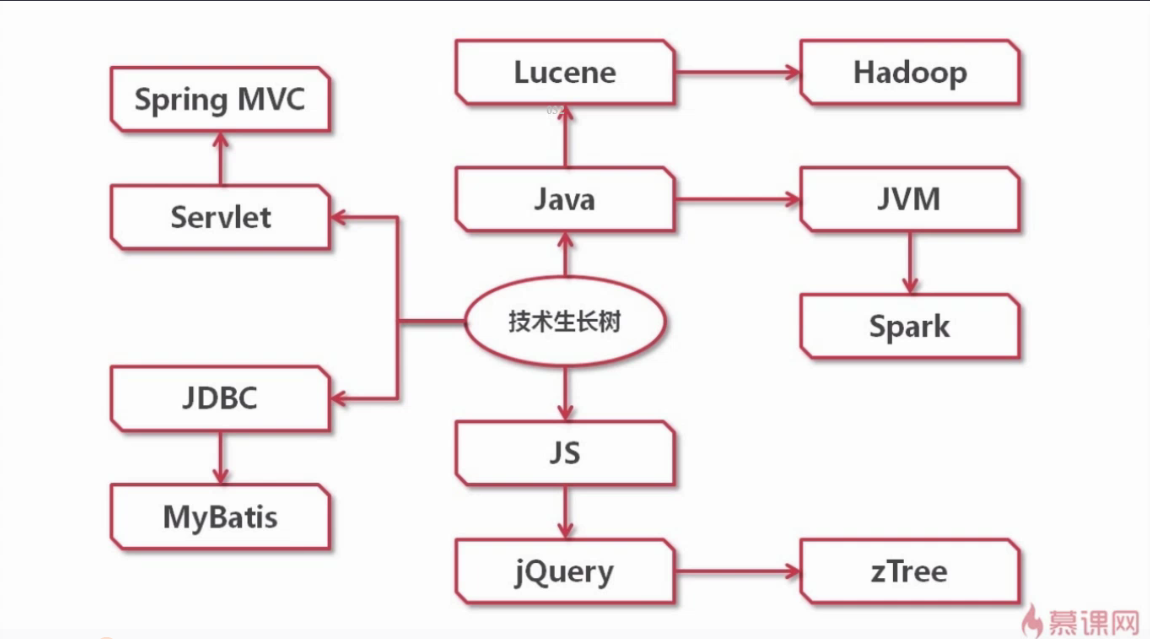 Lucene
Hadoop
Spring MVC
Java
JVM
Servlet
技术生长树
Spark
JDBC
JS
MyBatis
jQuery
zTree
慕课网